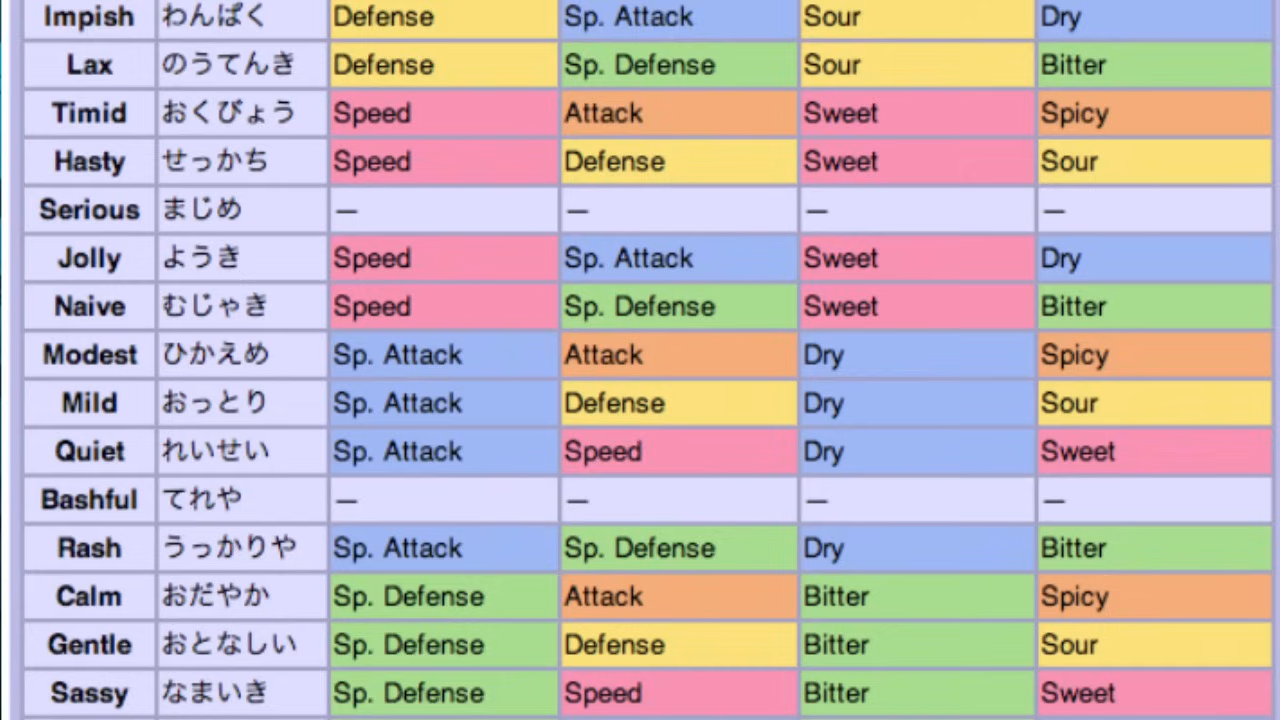 Impish わんぱく Defense Sp. Attack Sour Dry
Lax のうてんき Defense Sp. Defense Sour Bitter
Timid おくびょう Speed Attack Sweet Spicy
Hasty せっかち Speed Defense Sweet Sour
Serious まじめ — — — —
Jolly ようき Speed Sp. Attack Sweet Dry
Naive むじゃき Speed Sp. Defense Sweet Bitter
Modest ひかえめ Sp. Attack Attack Dry Spicy
Mild おっとり Sp. Attack Defense Dry Sour
Quiet れいせい Sp. Attack Speed Dry Sweet
Bashful てれや — — — —
Rash うっかりや Sp. Attack Sp. Defense Dry Bitter
Calm おだやか Sp. Defense Attack Bitter Spicy
Gentle おとなしい Sp. Defense Defense Bitter Sour
Sassy なまいき Sp. Defense Speed Bitter Sweet